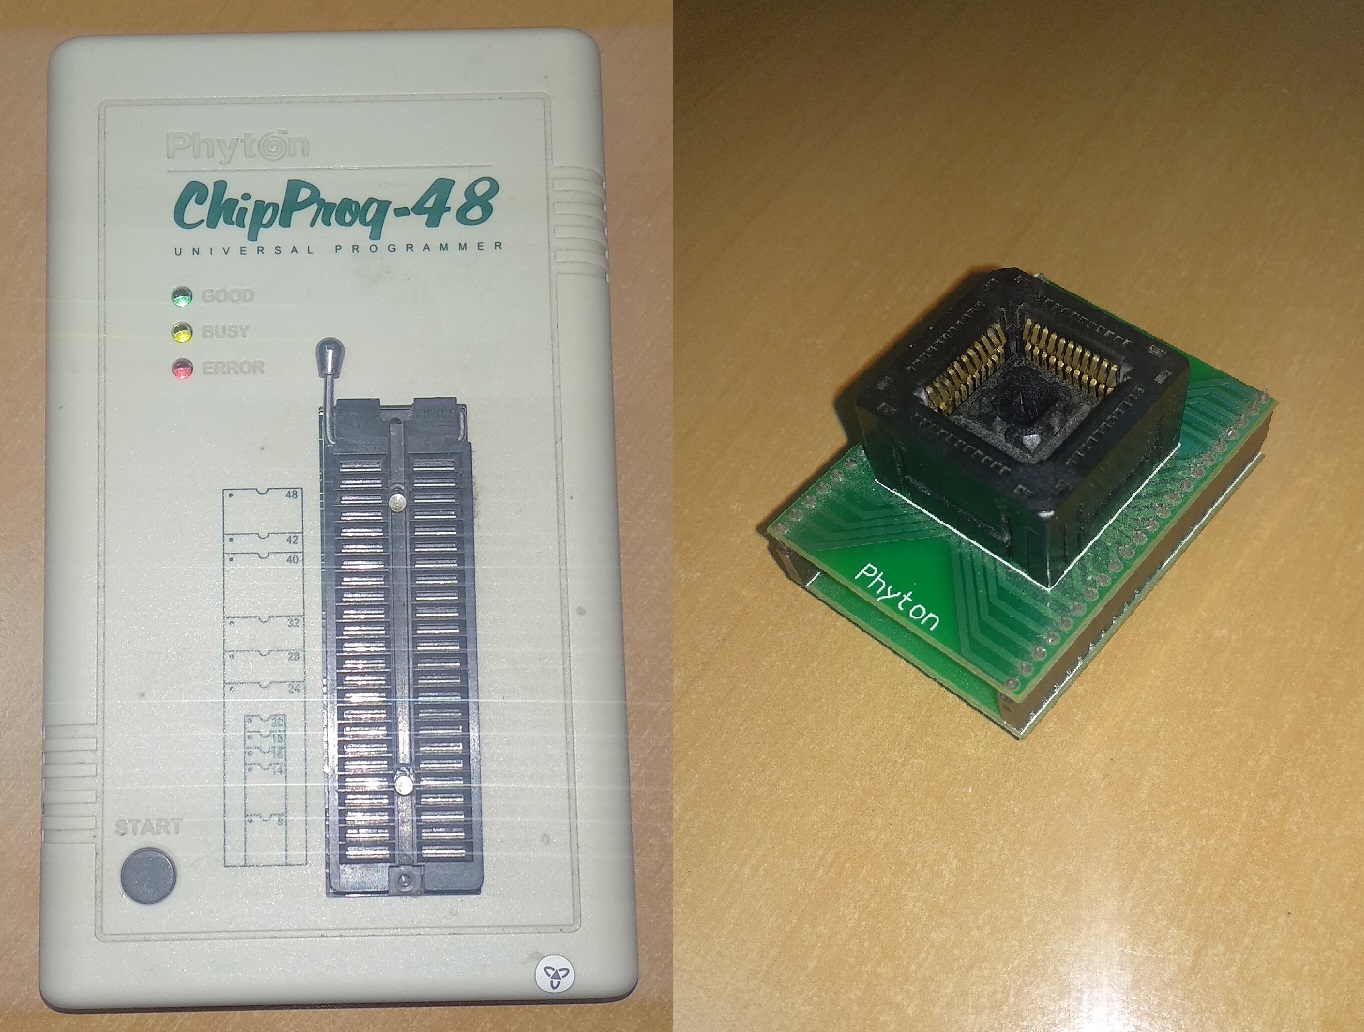 Phyton
ChipProg-48
UNIVERSAL PROGRAMMER
GOOD
BUSY
ERROR
48
42
40
32
28
24
START
Phyton